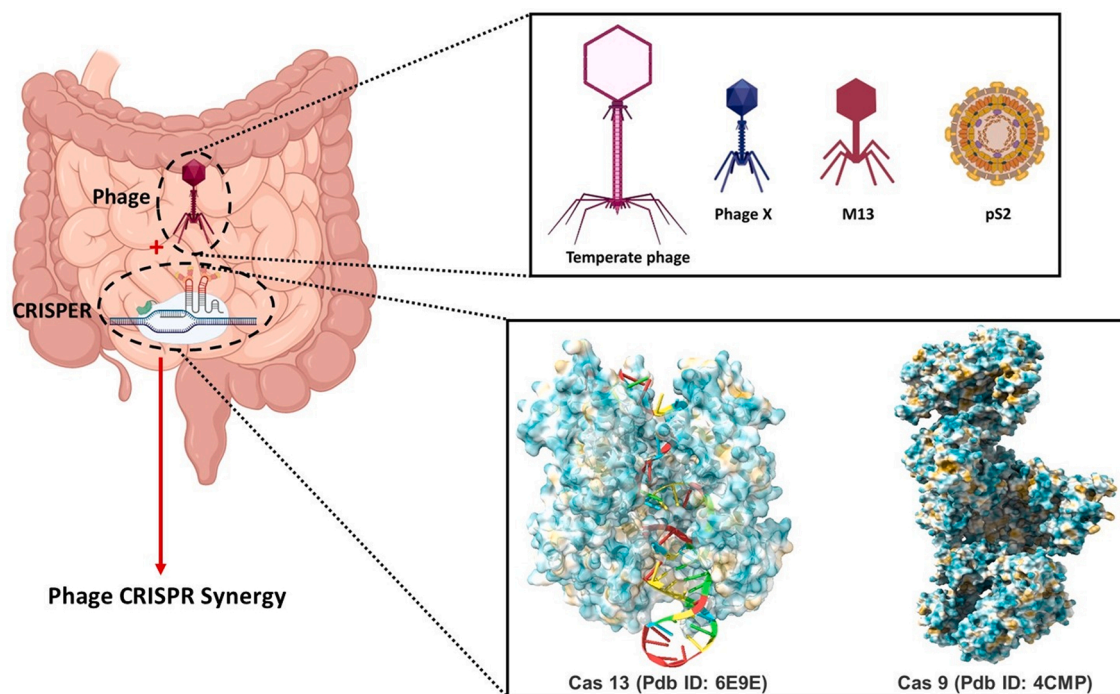 Phage
+
CRISPER
Phage CRISPR Synergy
Temperate phage
Phage X
M13
pS2
Cas 13 (Pdb ID: 6E9E)
Cas 9 (Pdb ID: 4CMP)